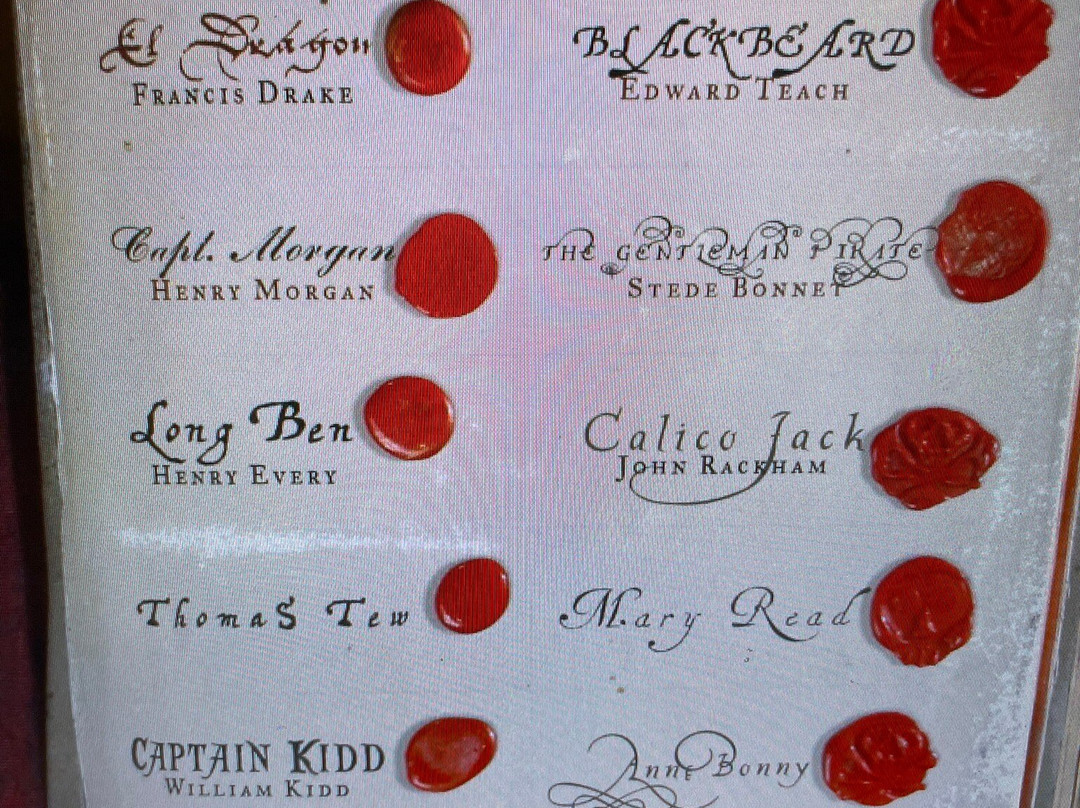 El Dragon
Francis Drake
BLACKBEARD
Edward Teach
Capt. Morgan
Henry Morgan
THE GENTLEMAN PIRATE
Stede Bonnet
Long Ben
Henry Every
Calico Jack
John Rackham
ThomaS Tew
Mary Read
Captain Kidd
William Kidd
Anne Bonny